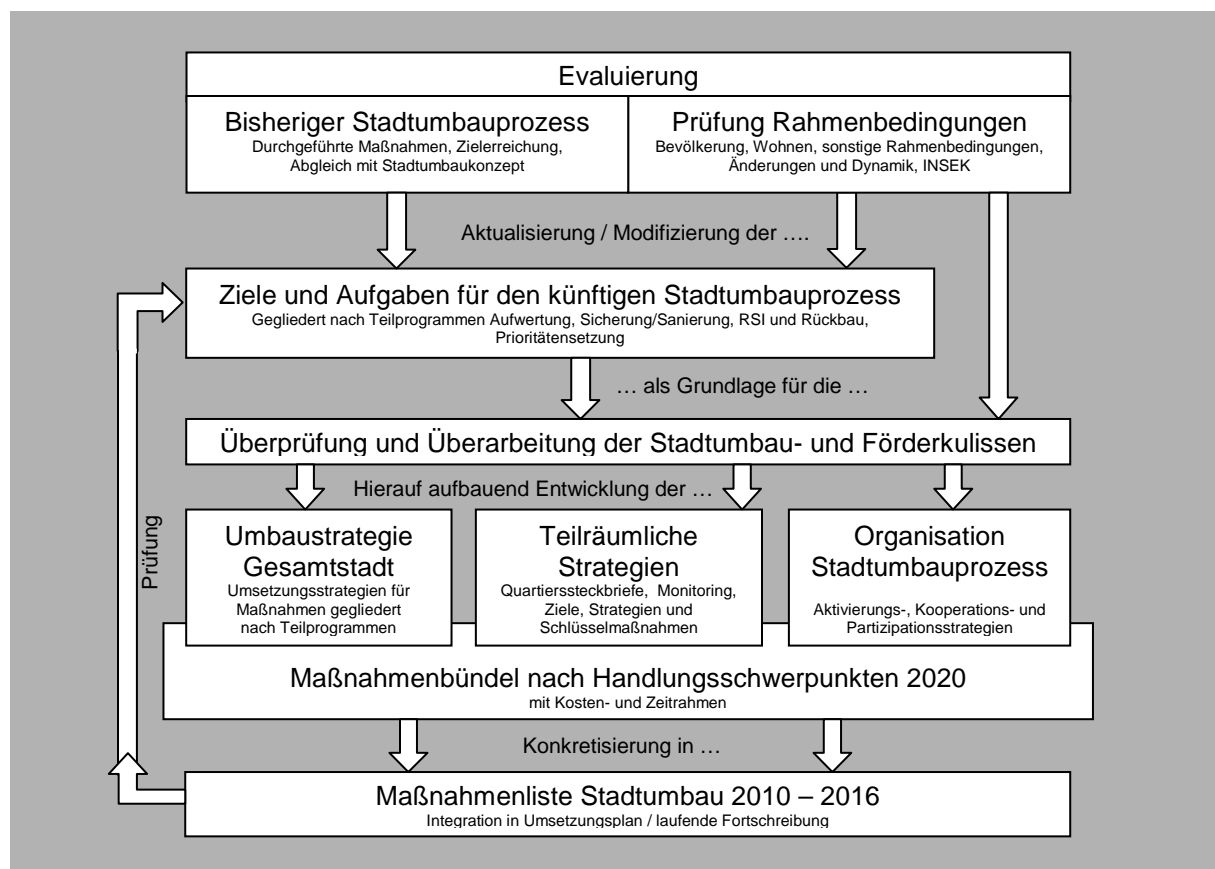 Evaluierung
Bisheriger Stadtumbauprozess
Durchgeführte Maßnahmen, Zielerreichung,
Abgleich mit Stadtumbaukonzept
Prüfung Rahmenbedingungen
Bevölkerung, Wohnen, sonstige Rahmenbedingungen,
Änderungen und Dynamik, INSEK
Aktualisierung / Modifizierung der ….
Ziele und Aufgaben für den künftigen Stadtumbauprozess
Gegliedert nach Teilprogrammen Aufwertung, Sicherung/Sanierung, RSI und Rückbau,
Prioritätensetzung
… als Grundlage für die …
Überprüfung und Überarbeitung der Stadtumbau- und Förderkulissen
Hierauf aufbauend Entwicklung der …
Umbaustrategie
Gesamtstadt
Umsetzungsstrategien für
Maßnahmen gegliedert
nach Teilprogrammen
Teilräumliche
Strategien
Quartierssteckbriefe, Monitoring,
Ziele, Strategien und
Schlüsselmaßnahmen
Organisation
Stadtumbauprozess
Aktivierungs-, Kooperations- und
Partizipationsstrategien
Prüfung
Maßnahmenbündel nach Handlungsschwerpunkten 2020
mit Kosten- und Zeitrahmen
Konkretisierung in …
Maßnahmenliste Stadtumbau 2010 – 2016
Integration in Umsetzungsplan / laufende Fortschreibung